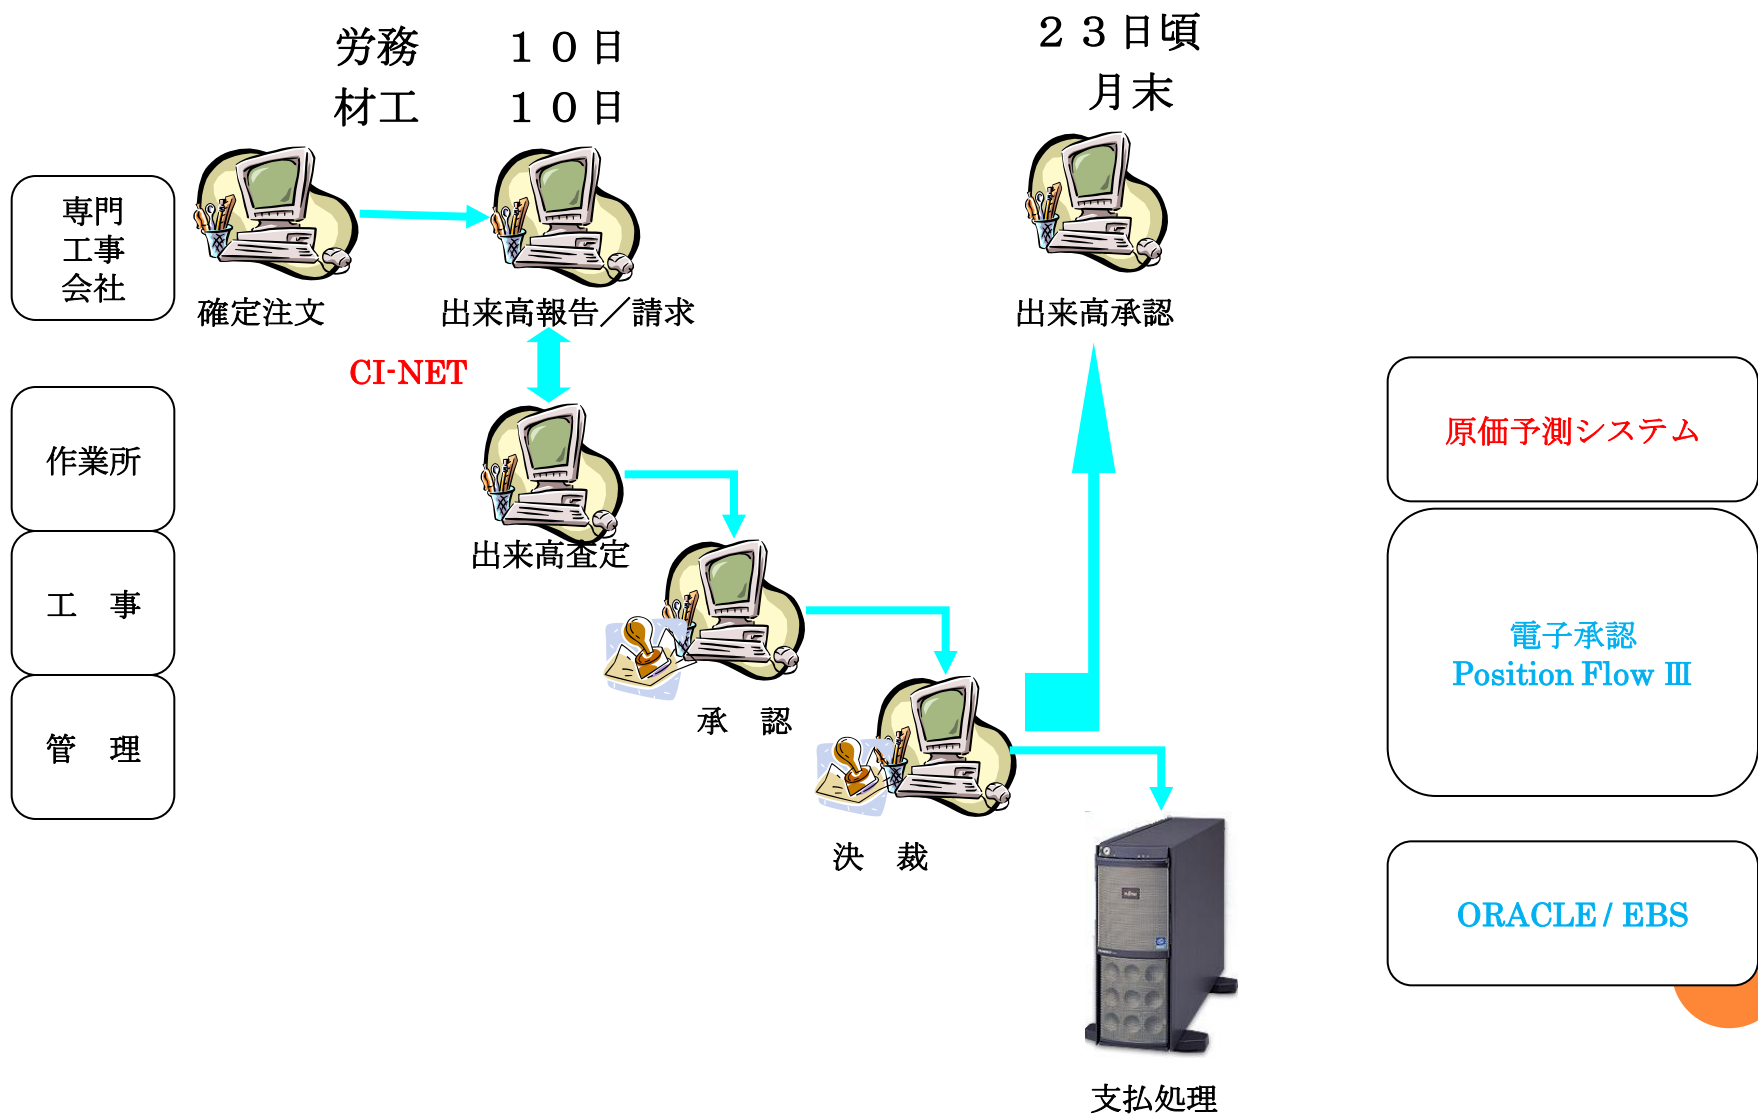 労務　　１０日
材工　　１０日
２３日頃
月末
専門
工事
会社
確定注文
出来高報告／請求
出来高承認
CI-NET
作業所
工　事
管　理
出来高査定
承　認
決　裁
支払処理
原価予測システム
電子承認
Position Flow Ⅲ
ORACLE / EBS